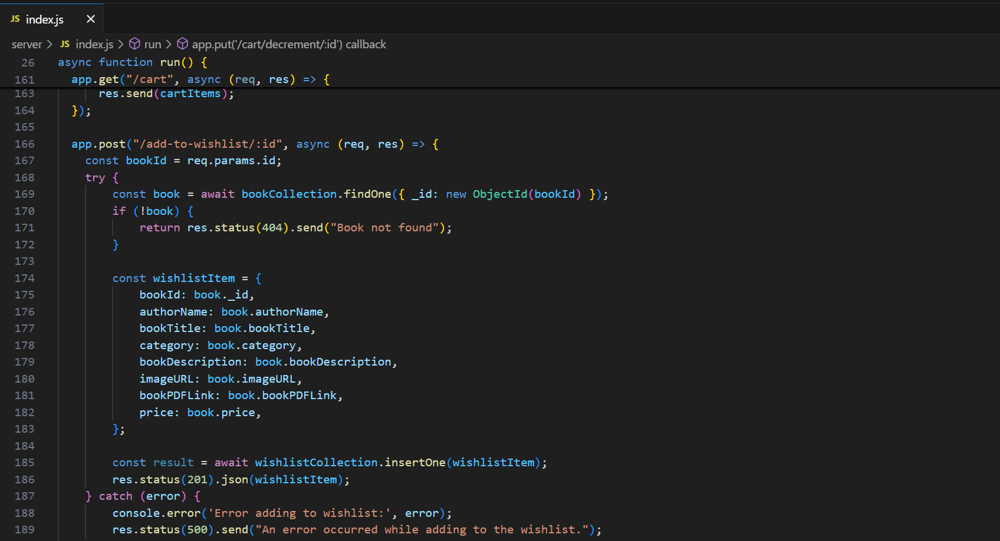 JS index.js ×
server > JS index.js > run > app.put('/cart/decrement/:id') callback
26 async function run() {
161 app.get("/cart", async (req, res) => {
163 res.send(cartItems);
164 });
165
166 app.post("/add-to-wishlist/:id", async (req, res) => {
167 const bookId = req.params.id;
168 try {
169 const book = await bookCollection.findOne({ _id: new ObjectId(bookId) });
170 if (!book) {
171 return res.status(404).send("Book not found");
172 }
173
174 const wishlistItem = {
175 bookId: book._id,
176 authorName: book.authorName,
177 bookTitle: book.bookTitle,
178 category: book.category,
179 bookDescription: book.bookDescription,
180 imageURL: book.imageURL,
181 bookPDFLink: book.bookPDFLink,
182 price: book.price,
183 };
184
185 const result = await wishlistCollection.insertOne(wishlistItem);
186 res.status(201).json(wishlistItem);
187 } catch (error) {
188 console.error('Error adding to wishlist:', error);
189 res.status(500).send("An error occurred while adding to the wishlist.");